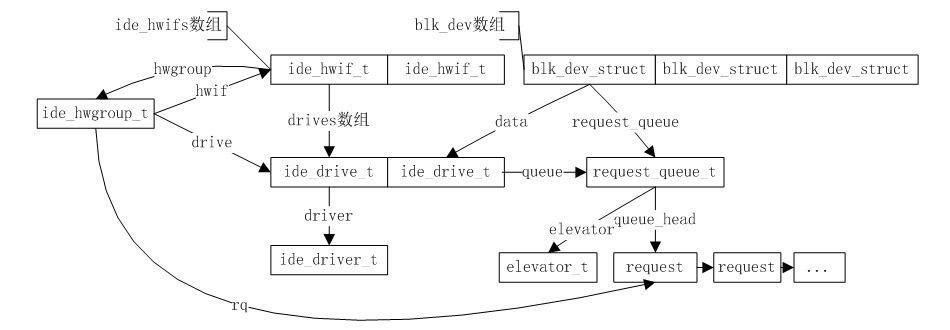 ide_hwifs数组
blk_dev数组
hwgroup
ide_hwif_t
ide_hwif_t
blk_dev_struct
blk_dev_struct
blk_dev_struct
hwif
ide_hwgroup_t
drives数组
data
request_queue
drive
ide_drive_t
ide_drive_t
queue
request_queue_t
driver
elevator
queue_head
ide_driver_t
elevator_t
request
request
...
rq